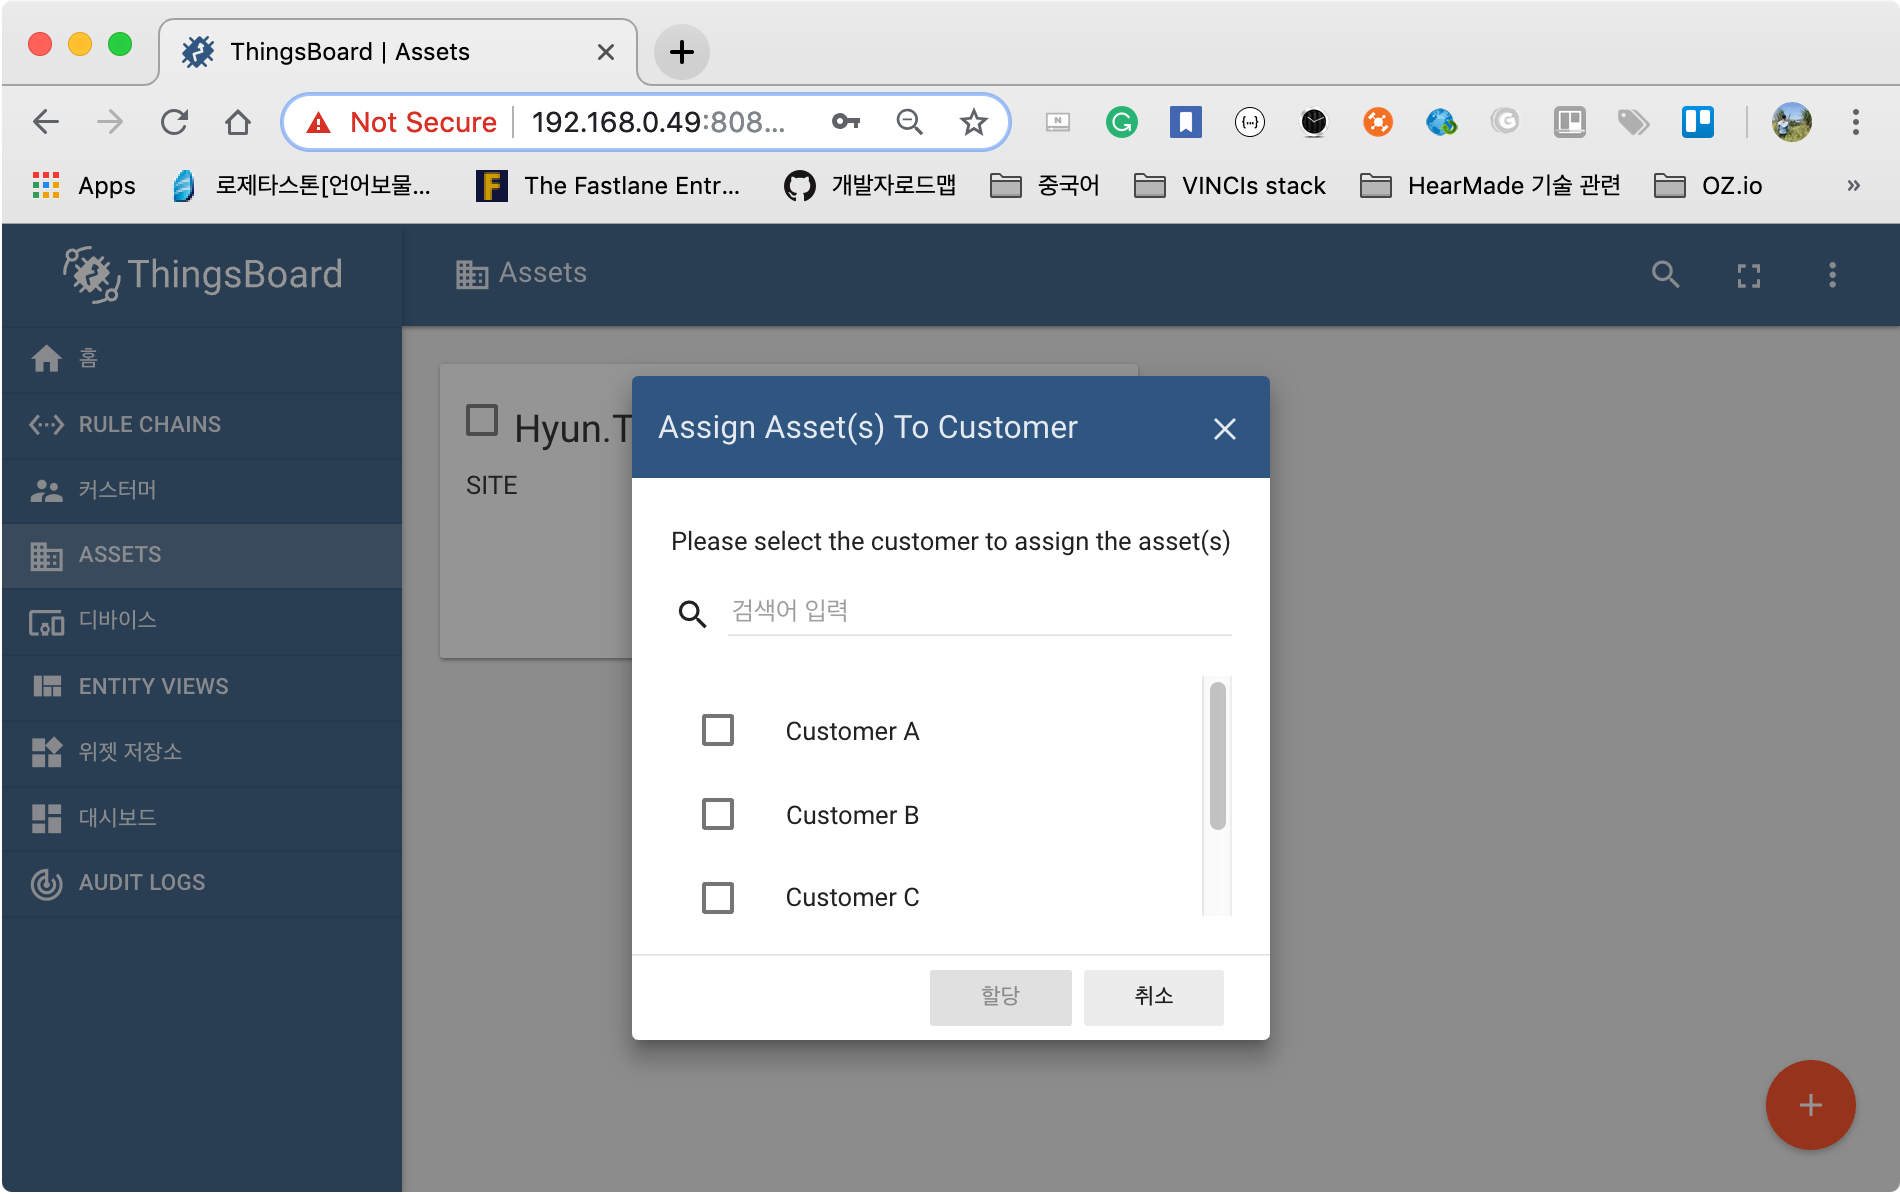 ThingsBoard | Assets
Not Secure 192.168.0.49:808...
Apps 로제타스톤[언어보물... The Fastlane Entr... 개발자로드맵 중국어 VINCIs stack HearMade 기술 관련 OZ.io »
ThingsBoard
Assets
홈
RULE CHAINS
커스터머
ASSETS
디바이스
ENTITY VIEWS
위젯 저장소
대시보드
AUDIT LOGS
Hyun.T
SITE
Assign Asset(s) To Customer
Please select the customer to assign the asset(s)
검색어 입력
Customer A
Customer B
Customer C
할당 취소